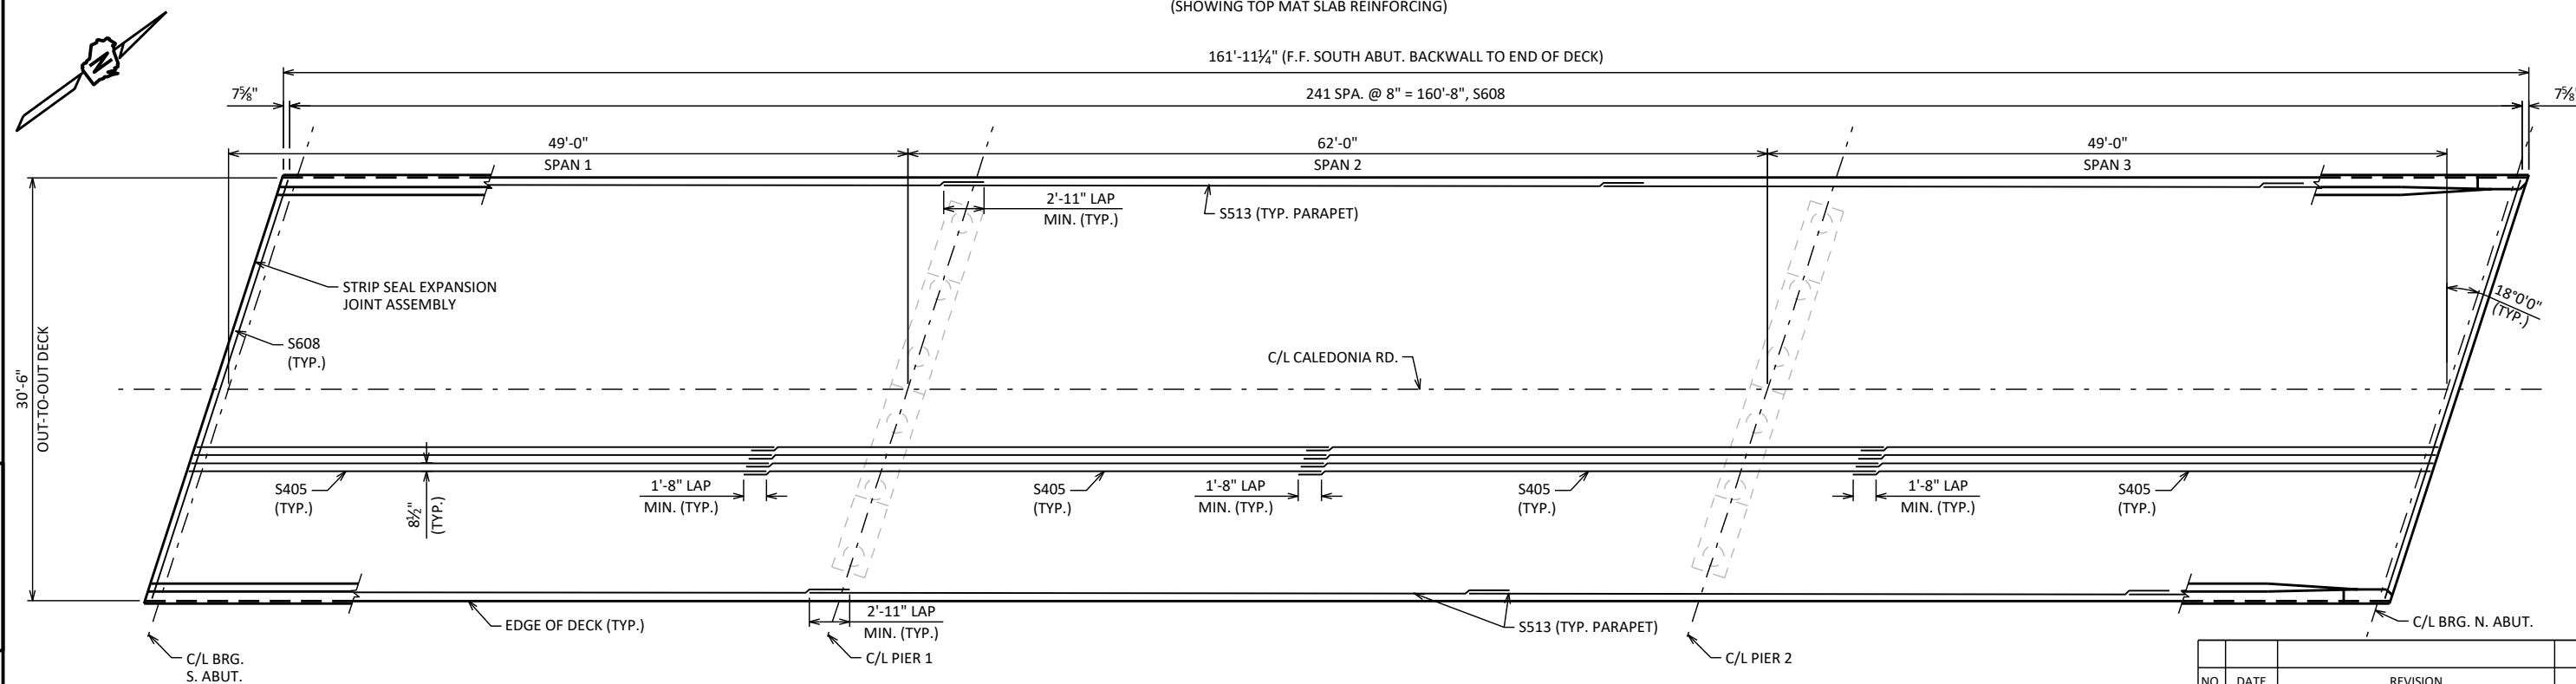 (SHOWING TOP MAT SLAB REINFORCING)
N
161'-11¼" (F.F. SOUTH ABUT. BACKWALL TO END OF DECK)
7⅝"
241 SPA. @ 8" = 160'-8", S608
7⅝"
49'-0"
SPAN 1
62'-0"
SPAN 2
49'-0"
SPAN 3
2'-11" LAP
MIN. (TYP.)
S513 (TYP. PARAPET)
STRIP SEAL EXPANSION
JOINT ASSEMBLY
18°0'0"
(TYP.)
S608
(TYP.)
C/L CALEDONIA RD.
30'-6"
OUT-TO-OUT DECK
S405
(TYP.)
8½"
(TYP.)
1'-8" LAP
MIN. (TYP.)
S405
(TYP.)
1'-8" LAP
MIN. (TYP.)
S405
(TYP.)
1'-8" LAP
MIN. (TYP.)
S405
(TYP.)
EDGE OF DECK (TYP.)
2'-11" LAP
MIN. (TYP.)
S513 (TYP. PARAPET)
C/L BRG. N. ABUT.
C/L BRG.
S. ABUT.
C/L PIER 1
C/L PIER 2
NO. DATE REVISION